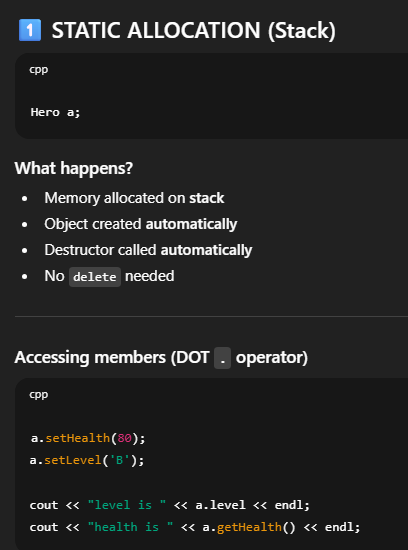 1 STATIC ALLOCATION (Stack)
cpp
Hero a;
What happens?
• Memory allocated on stack
• Object created automatically
• Destructor called automatically
• No delete needed
Accessing members (DOT . operator)
cpp
a.setHealth(80);
a.setLevel('B');
cout << "level is " << a.level << endl;
cout << "health is " << a.getHealth() << endl;